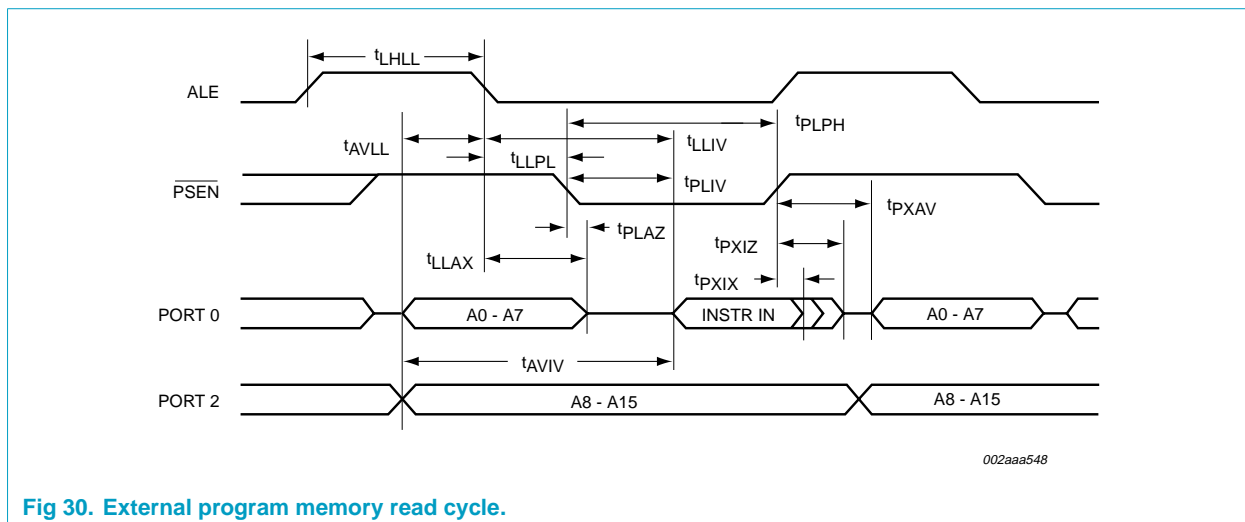 tLHLL
ALE
tPLPH
tAVLL
tLLIV
tLLPL
PSEN
tPLIV
tPXAV
tPLAZ
tPXIZ
tLLAX
tPXIX
PORT 0
A0 - A7
INSTR IN
A0 - A7
tAVIV
PORT 2
A8 - A15
A8 - A15
002aaa548
Fig 30. External program memory read cycle.